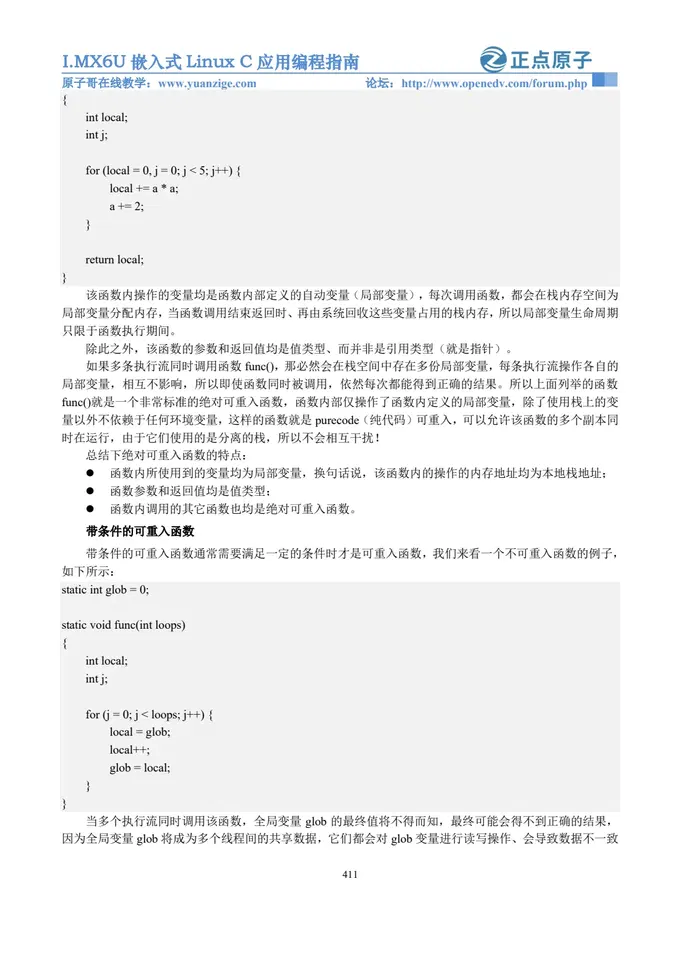 I.MX6U 嵌入式 Linux C 应用编程指南
正点原子
原子哥在线教学：www.yuanzige.com
论坛：http://www.openedv.com/forum.php
{
int local;
int j;
for (local = 0, j = 0; j < 5; j++) {
local += a * a;
a += 2;
}
return local;
}
该函数内操作的变量均是函数内部定义的自动变量（局部变量），每次调用函数，都会在栈内存空间为
局部变量分配内存，当函数调用结束返回时、再由系统回收这些变量占用的栈内存，所以局部变量生命周期
只限于函数执行期间。
除此之外，该函数的参数和返回值均是值类型、而并非是引用类型（就是指针）。
如果多条执行流同时调用函数 func()，那必然会在栈空间中存在多份局部变量，每条执行流操作各自的
局部变量，相互不影响，所以即使函数同时被调用，依然每次都能得到正确的结果。所以上面列举的函数
func()就是一个非常标准的绝对可重入函数，函数内部仅操作了函数内定义的局部变量，除了使用栈上的变
量以外不依赖于任何环境变量，这样的函数就是 purecode（纯代码）可重入，可以允许该函数的多个副本同
时在运行，由于它们使用的是分离的栈，所以不会相互干扰！
总结下绝对可重入函数的特点：
● 函数内所使用到的变量均为局部变量，换句话说，该函数内的操作的内存地址均为本地栈地址；
● 函数参数和返回值均是值类型；
● 函数内调用的其它函数也均是绝对可重入函数。
带条件的可重入函数
带条件的可重入函数通常需要满足一定的条件时才是可重入函数，我们来看一个不可重入函数的例子，
如下所示：
static int glob = 0;
static void func(int loops)
{
int local;
int j;
for (j = 0; j < loops; j++) {
local = glob;
local++;
glob = local;
}
}
当多个执行流同时调用该函数，全局变量 glob 的最终值将不得而知，最终可能会得不到正确的结果，
因为全局变量 glob 将成为多个线程间的共享数据，它们都会对 glob 变量进行读写操作、会导致数据不一致
411